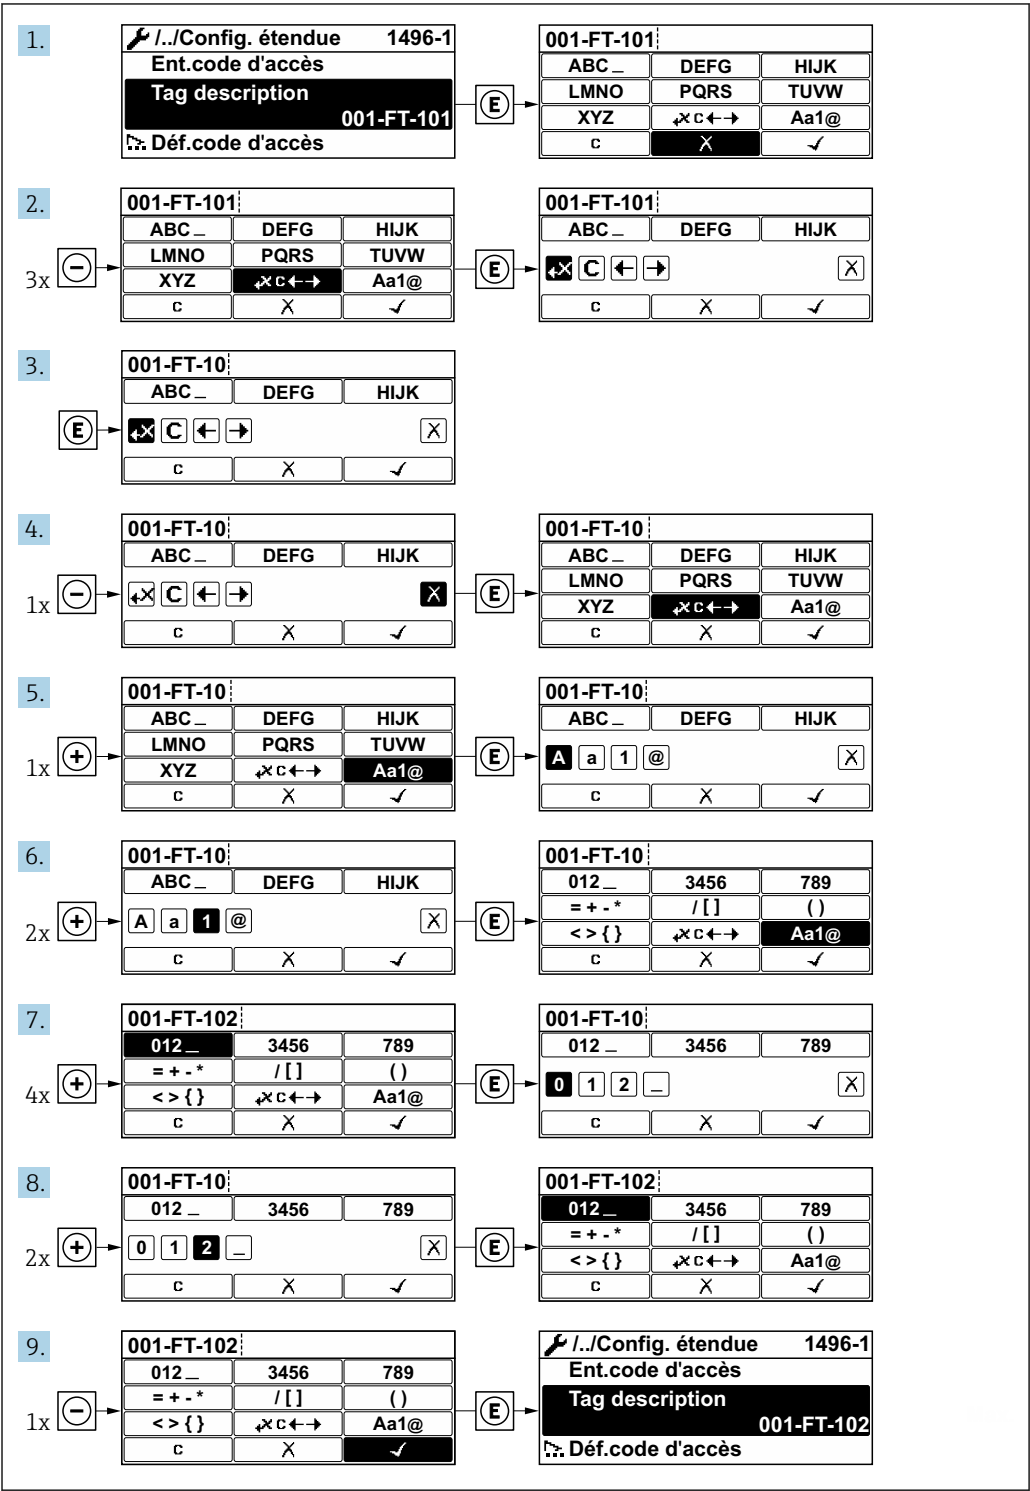 1.
/../Config. étendue 1496-1
Ent.code d'accès
Tag description
001-FT-101
Déf.code d'accès
E
001-FT-101
ABC_ DEFG HIJK
LMNO PQRS TUVW
XYZ C Aa1@
C X ✓
2.
3x −
001-FT-101
ABC_ DEFG HIJK
LMNO PQRS TUVW
XYZ C Aa1@
C X ✓
E
001-FT-101
ABC_ DEFG HIJK
X C ← → X
C X ✓
3.
E
001-FT-10
ABC_ DEFG HIJK
X C ← → X
C X ✓
4.
1x −
001-FT-10
ABC_ DEFG HIJK
X C ← → X
C X ✓
E
001-FT-10
ABC_ DEFG HIJK
LMNO PQRS TUVW
XYZ X C ← → Aa1@
C X ✓
5.
1x +
001-FT-10
ABC_ DEFG HIJK
LMNO PQRS TUVW
XYZ X C ← → Aa1@
C X ✓
E
001-FT-10
ABC_ DEFG HIJK
A a 1 @ X
C X ✓
6.
2x +
001-FT-10
ABC_ DEFG HIJK
A a 1 @ X
C X ✓
E
001-FT-10
012_ 3456 789
= + - * / [ ] ( )
< > { } X C ← → Aa1@
C X ✓
7.
4x +
001-FT-102
012_ 3456 789
= + - * / [ ] ( )
< > { } X C ← → Aa1@
C X ✓
E
001-FT-10
012_ 3456 789
0 1 2 _ X
C X ✓
8.
2x +
001-FT-10
012_ 3456 789
0 1 2 _ X
C X ✓
E
001-FT-102
012_ 3456 789
= + - * / [ ] ( )
< > { } X C ← → Aa1@
C X ✓
9.
1x −
001-FT-102
012_ 3456 789
= + - * / [ ] ( )
< > { } X C ← → Aa1@
C X ✓
E
/../Config. étendue 1496-1
Ent.code d'accès
Tag description
001-FT-102
Déf.code d'accès